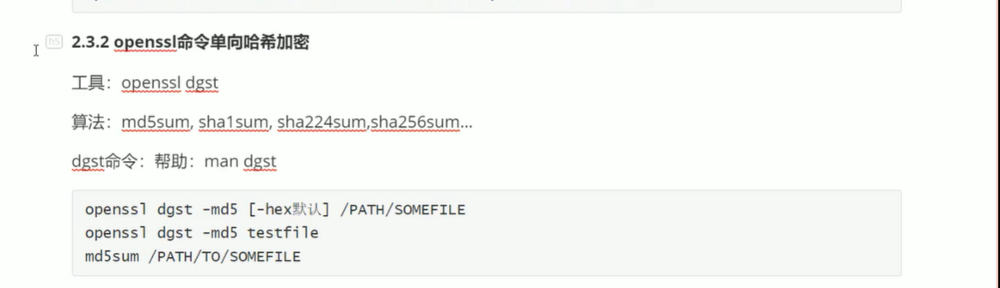 h5
2.3.2 openssl命令单向哈希加密
工具：openssl dgst
算法：md5sum, sha1sum, sha224sum,sha256sum…
dgst命令：帮助：man dgst
openssl dgst -md5 [-hex默认] /PATH/SOMEFILE
openssl dgst -md5 testfile
md5sum /PATH/TO/SOMEFILE